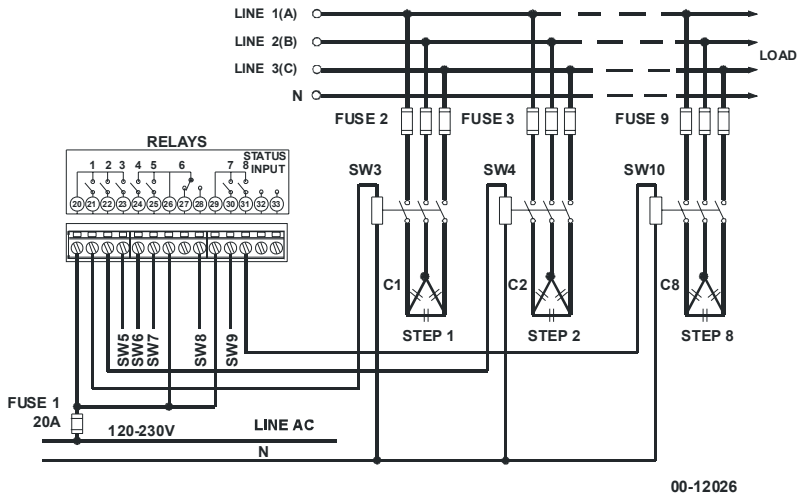 LINE 1(A)
LINE 2(B)
LINE 3(C)
N
LOAD
FUSE 2
FUSE 3
FUSE 9
RELAYS
STATUS
INPUT
1 2 3 4 5 6 7 8
20 21 22 23 24 25 26 27 28 29 30 31 32 33
SW3
SW4
SW10
C1
C2
C8
STEP 1
STEP 2
STEP 8
SW5
SW6
SW7
SW8
SW9
FUSE 1
20A
120-230V
LINE AC
N
00-12026